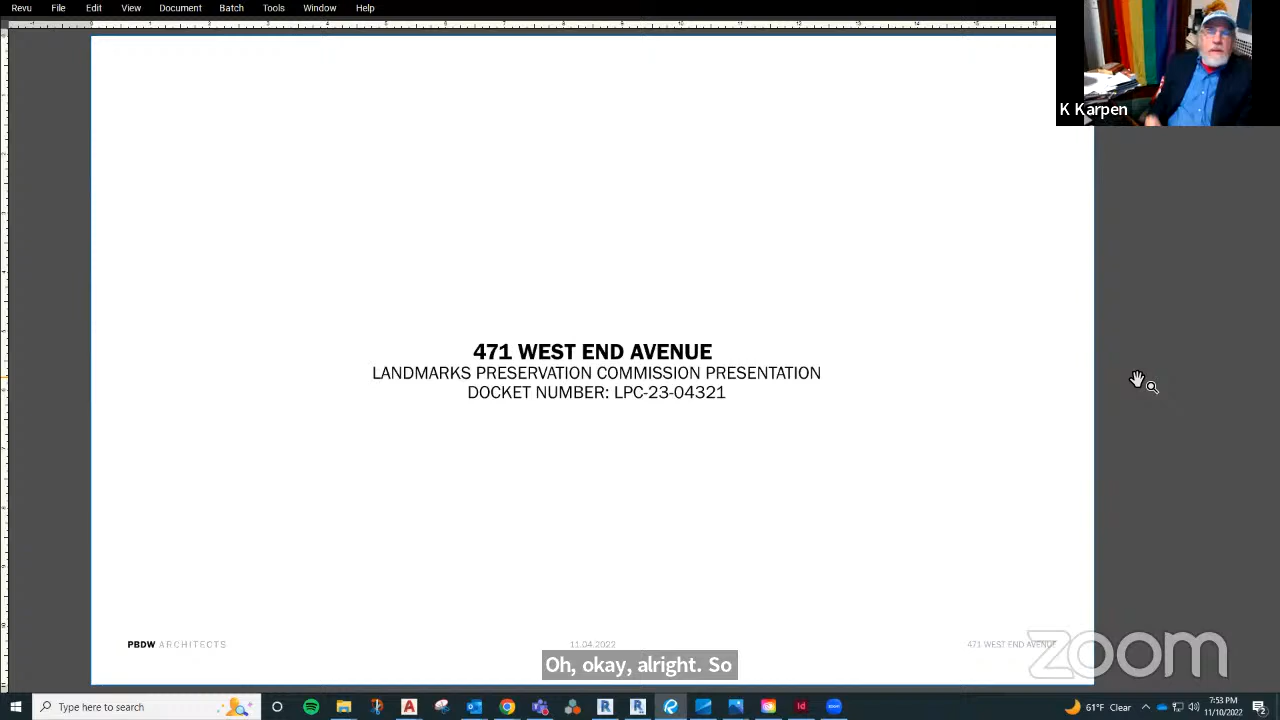 Revu File Edit View Document Batch Tools Window Help
K Karpen
471 WEST END AVENUE
LANDMARKS PRESERVATION COMMISSION PRESENTATION
DOCKET NUMBER: LPC-23-04321
PBDW ARCHITECTS
11.04.2022
471 WEST END AVENUE
zoom
Oh, okay, alright. So
Type here to search
61°F Clear
7:53 PM
11/10/2022